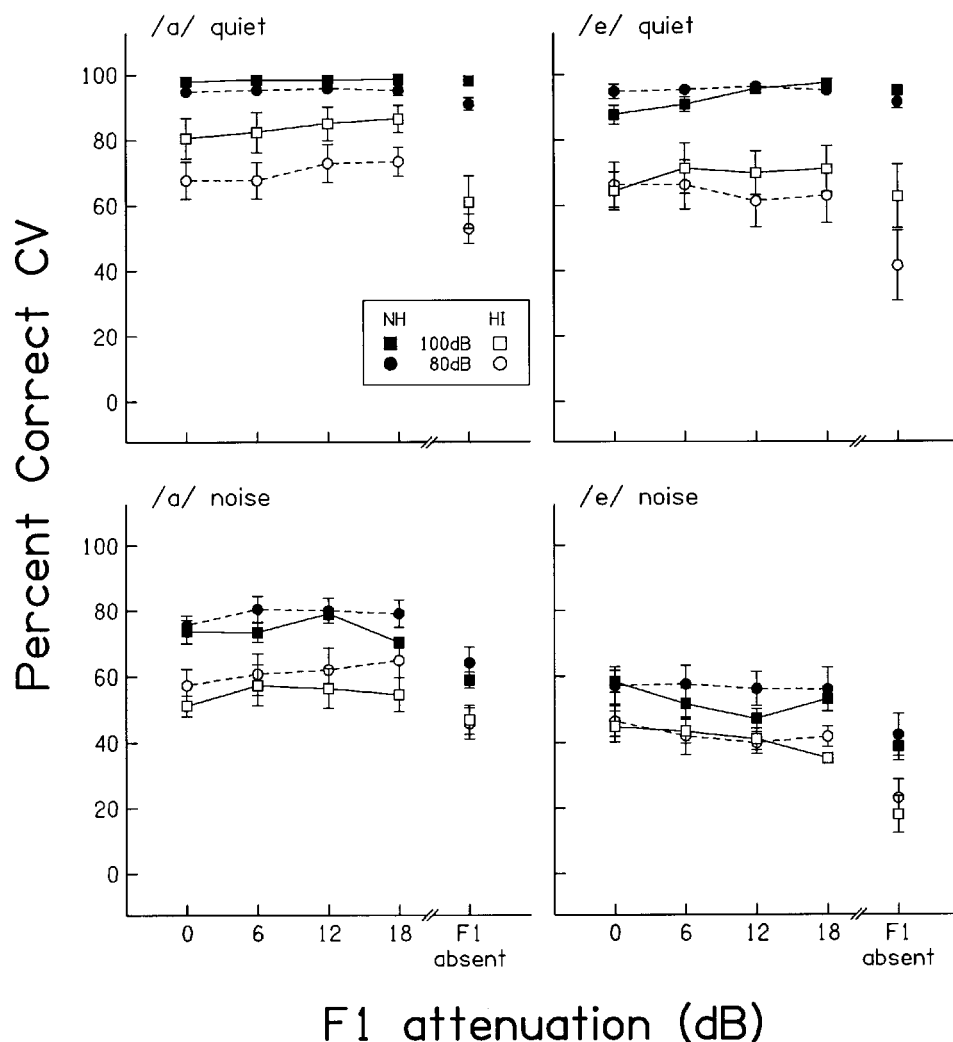 /a/ quiet
/e/ quiet
100
80
60
40
20
0
NH HI
100dB
80dB
Percent Correct CV
/a/ noise
/e/ noise
100
80
60
40
20
0
0 6 12 18 F1 absent
0 6 12 18 F1 absent
F1 attenuation (dB)